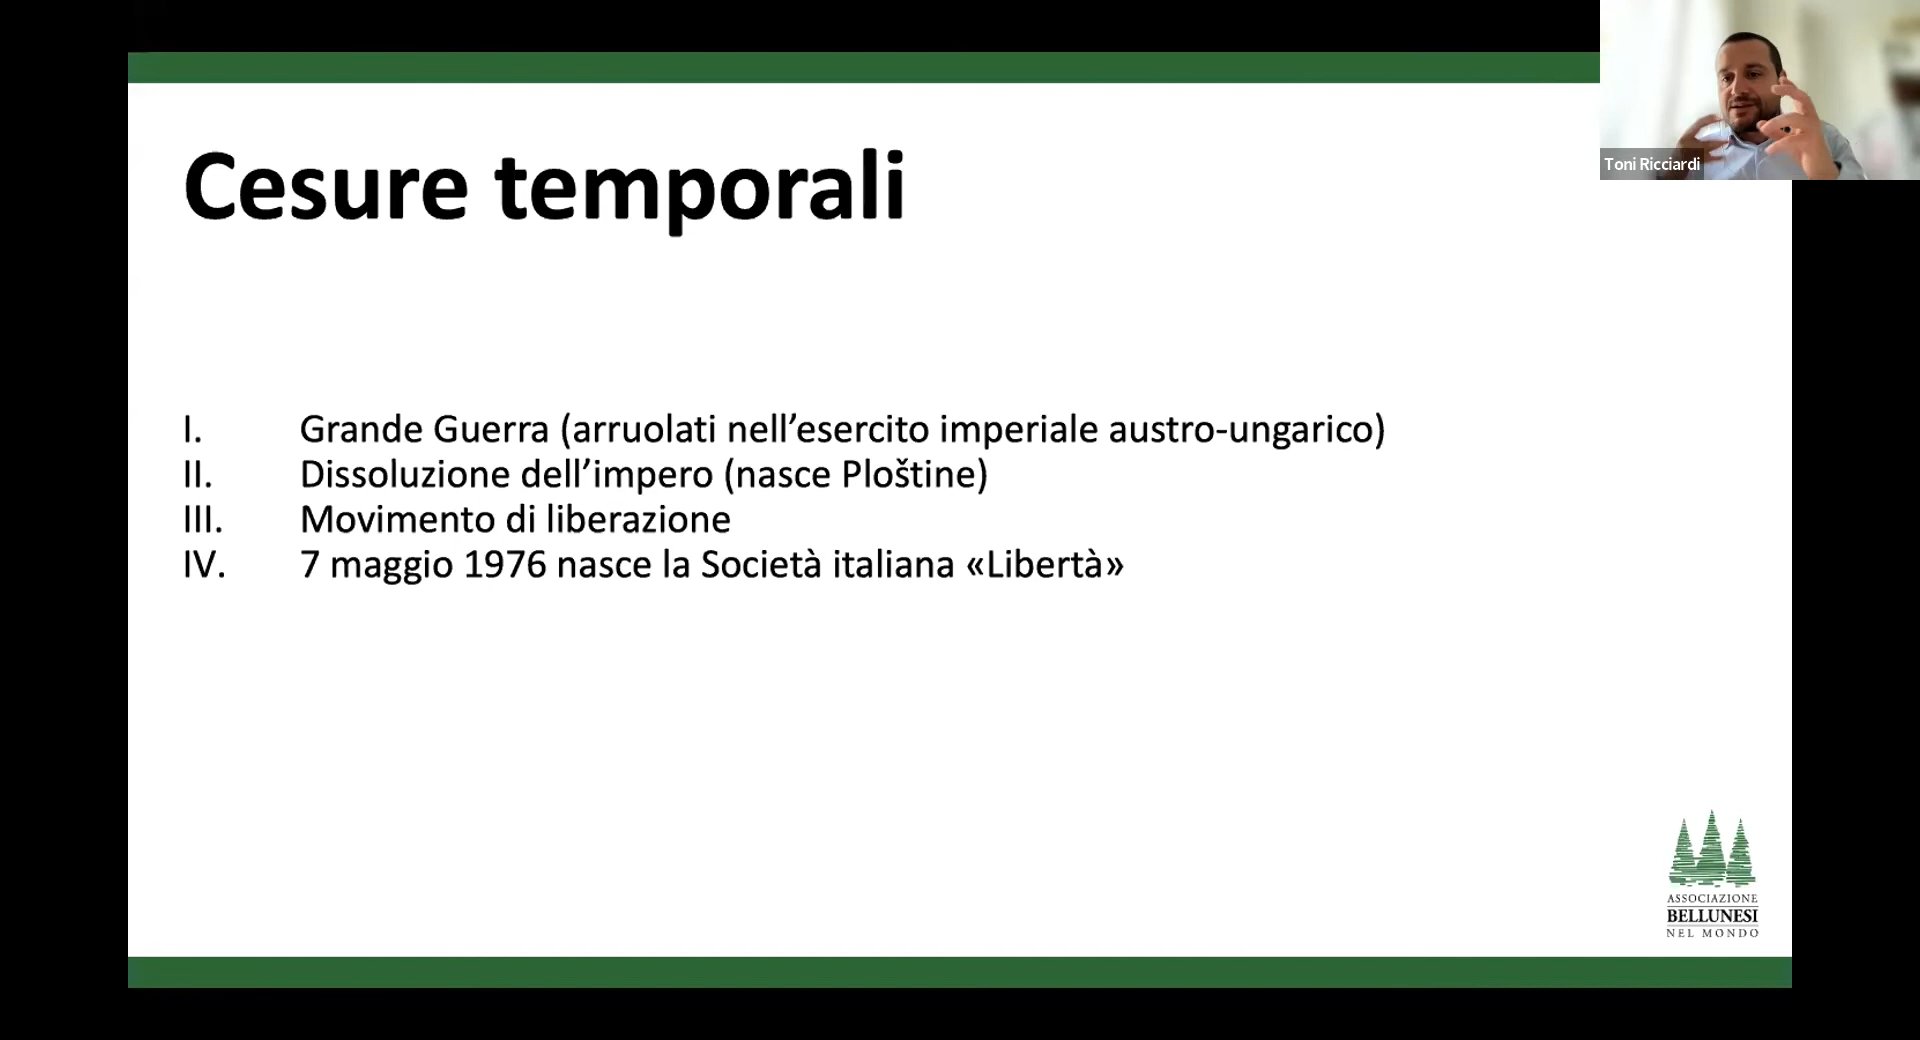 Toni Ricciardi
Cesure temporali
I. Grande Guerra (arruolati nell’esercito imperiale austro-ungarico)
II. Dissoluzione dell’impero (nasce Ploštine)
III. Movimento di liberazione
IV. 7 maggio 1976 nasce la Società italiana «Libertà»
ASSOCIAZIONE
BELLUNESI
NEL MONDO